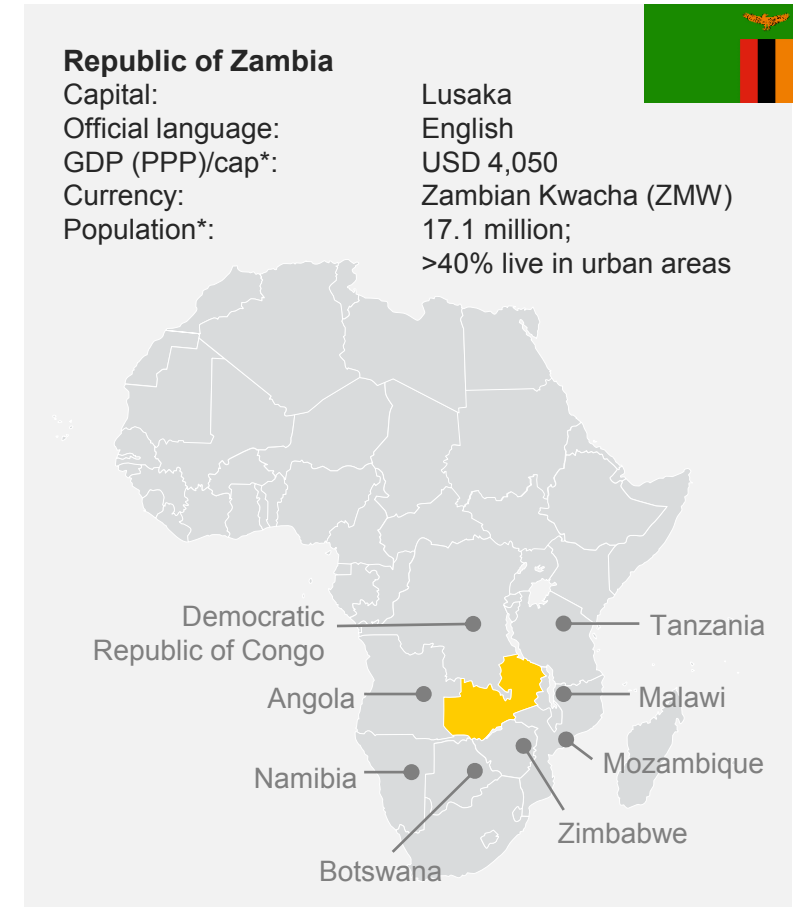 Republic of Zambia
Capital: Lusaka
Official language: English
GDP (PPP)/cap*: USD 4,050
Currency: Zambian Kwacha (ZMW)
Population*: 17.1 million;
>40% live in urban areas
Democratic
Republic of Congo
Tanzania
Angola
Malawi
Namibia
Mozambique
Zimbabwe
Botswana